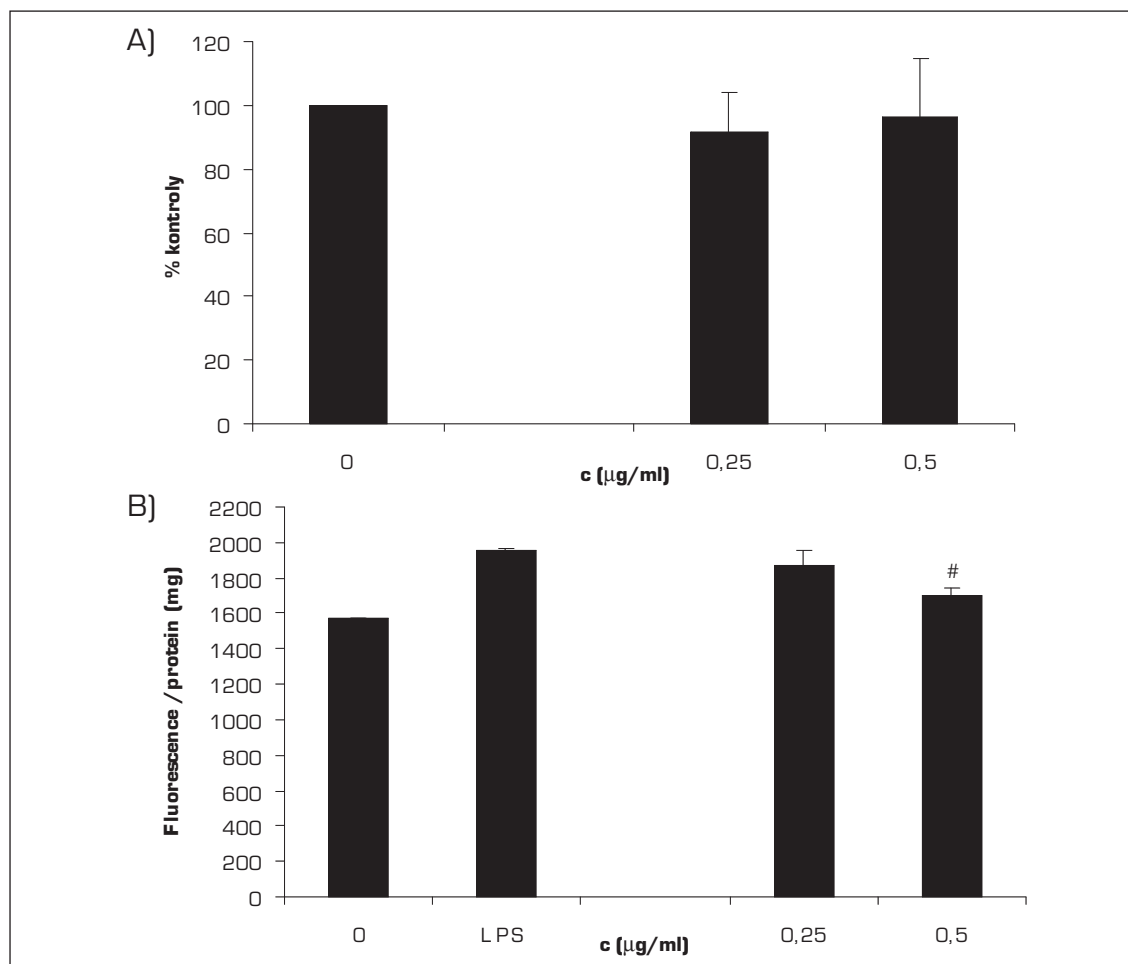 A)
120
100
80
60
40
20
0
% kontroly
0 0,25 0,5
c (µg/ml)
B)
2200
2000
1800
1600
1400
1200
1000
800
600
400
200
0
Fluorescence/protein (mg)
#
0 LPS 0,25 0,5
c (µg/ml)